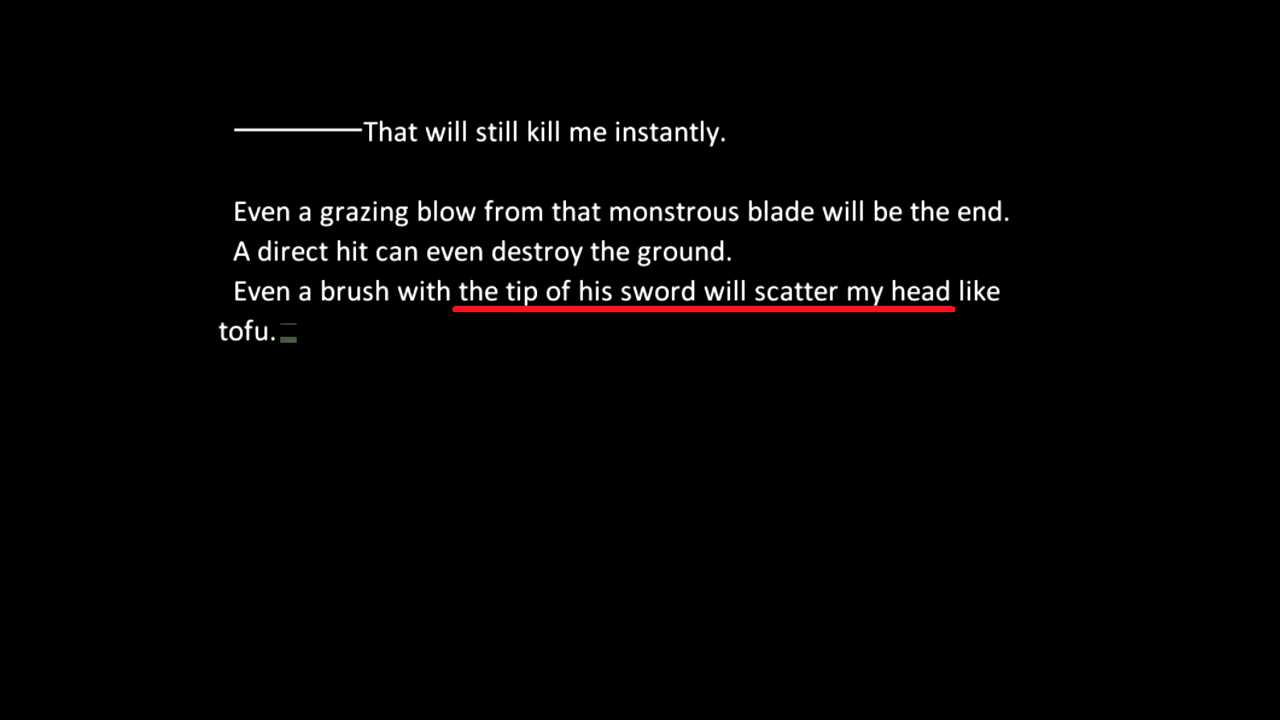 ————That will still kill me instantly.
Even a grazing blow from that monstrous blade will be the end.
A direct hit can even destroy the ground.
Even a brush with the tip of his sword will scatter my head like
tofu.